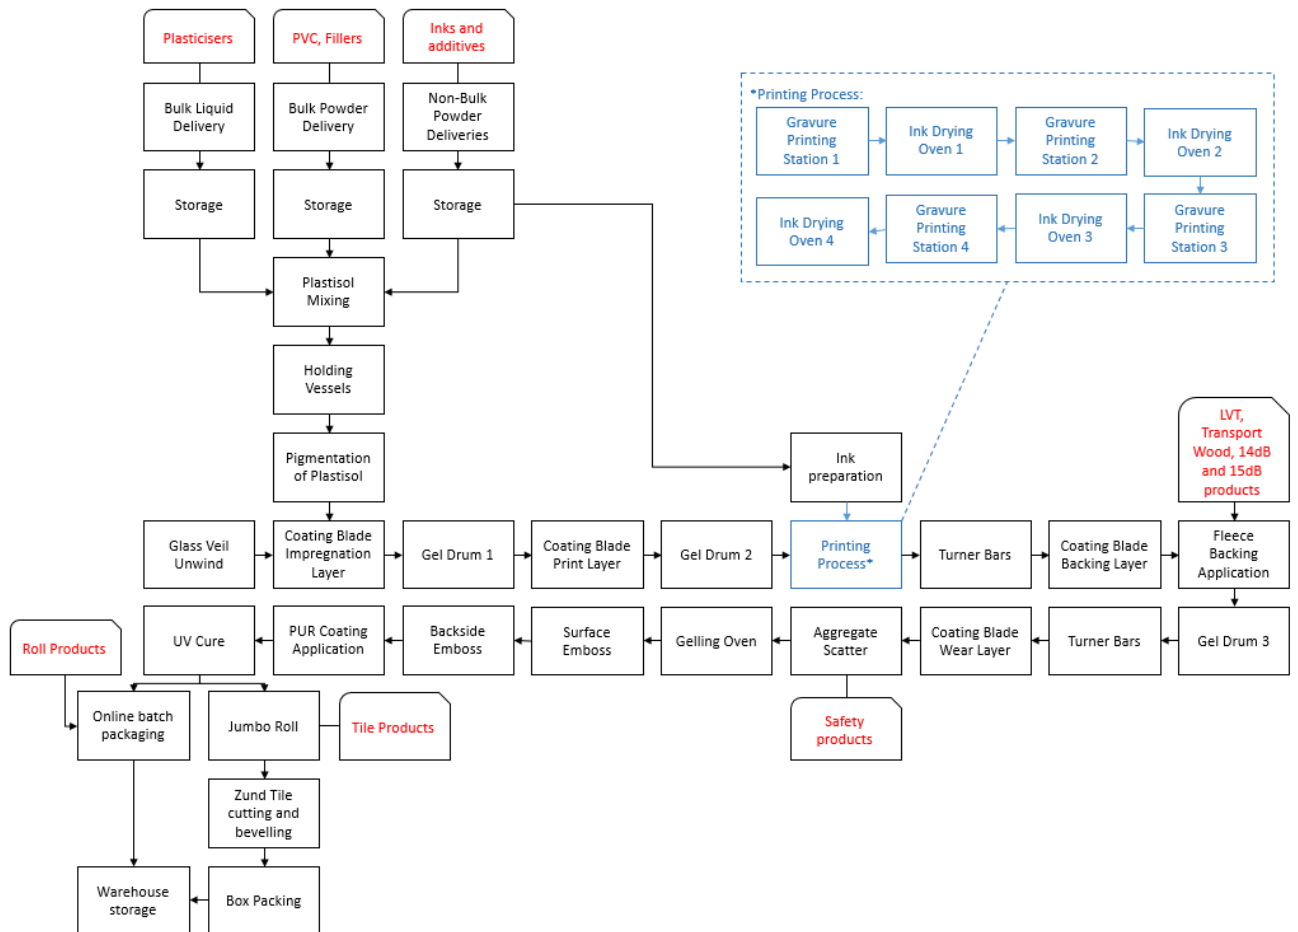 Plasticisers
PVC, Fillers
Inks and
additives
Bulk Liquid
Delivery
Bulk Powder
Delivery
Non-Bulk
Powder
Deliveries
*Printing Process:
Gravure
Printing
Station 1
Ink Drying
Oven 1
Gravure
Printing
Station 2
Ink Drying
Oven 2
Storage
Storage
Storage
Ink Drying
Oven 4
Gravure
Printing
Station 4
Ink Drying
Oven 3
Gravure
Printing
Station 3
Plastisol
Mixing
Holding
Vessels
Pigmentation
of Plastisol
Ink
preparation
LVT,
Transport
Wood, 14dB
and 15dB
products
Glass Veil
Unwind
Coating Blade
Impregnation
Layer
Gel Drum 1
Coating Blade
Print Layer
Gel Drum 2
Printing
Process*
Turner Bars
Coating Blade
Backing Layer
Fleece
Backing
Application
Roll Products
UV Cure
PUR Coating
Application
Backside
Emboss
Surface
Emboss
Gelling Oven
Aggregate
Scatter
Coating Blade
Wear Layer
Turner Bars
Gel Drum 3
Online batch
packaging
Jumbo Roll
Tile Products
Safety
products
Zund Tile
cutting and
bevelling
Warehouse
storage
Box Packing